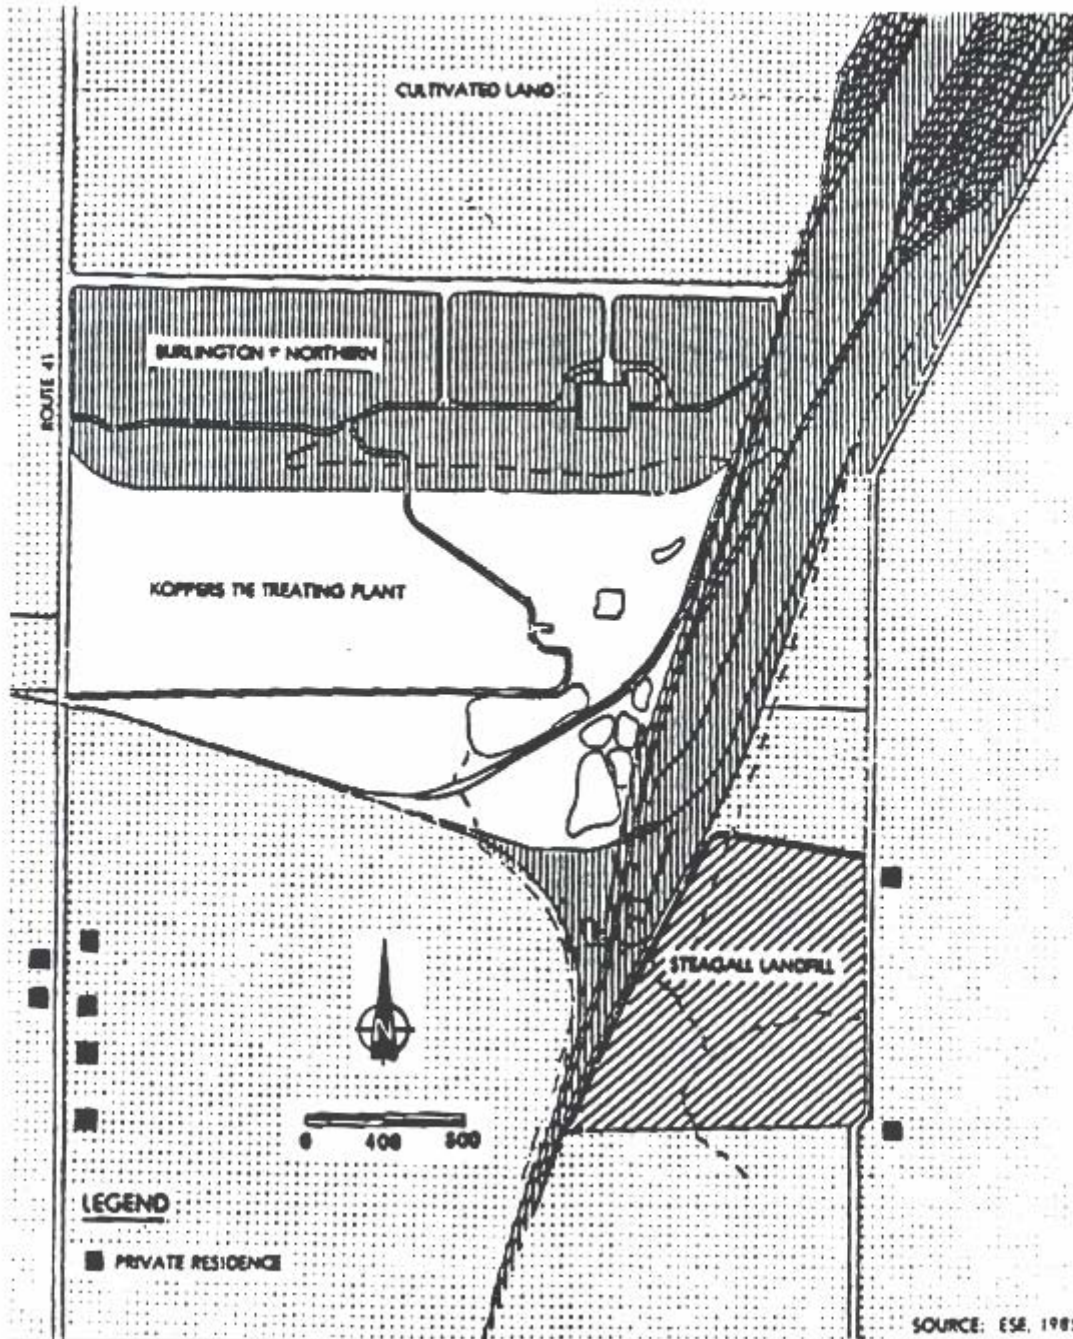 CULTIVATED LAND
BURLINGTON NORTHERN
ROUTE 41
KOPPERS TIE TREATING PLANT
STEAGALL LANDFILL
N
0 400 800
LEGEND
PRIVATE RESIDENCE
SOURCE: ESE, 198